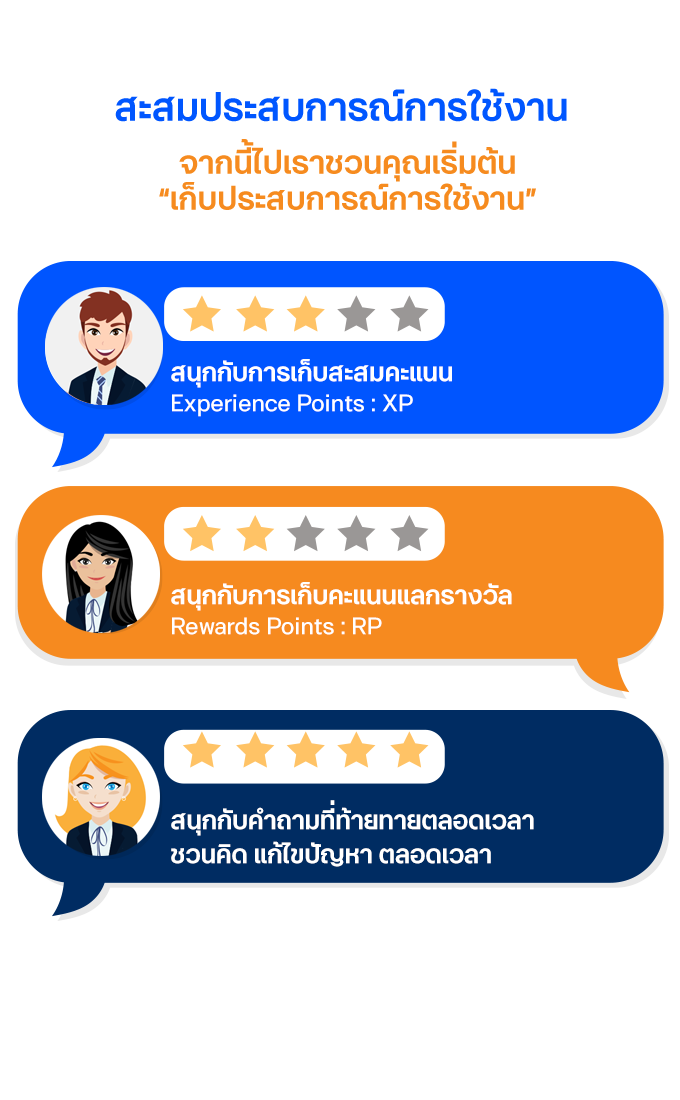 สะสมประสบการณ์การใช้งาน
จากนี้ไปเราชวนคุณเริ่มต้น
“เก็บประสบการณ์การใช้งาน”
สนุกกับการเก็บสะสมคะแนน
Experience Points : XP
สนุกกับการเก็บคะแนนแลกรางวัล
Rewards Points : RP
สนุกกับคำถามที่ท้ายทายตลอดเวลา
ชวนคิด แก้ไขปัญหา ตลอดเวลา